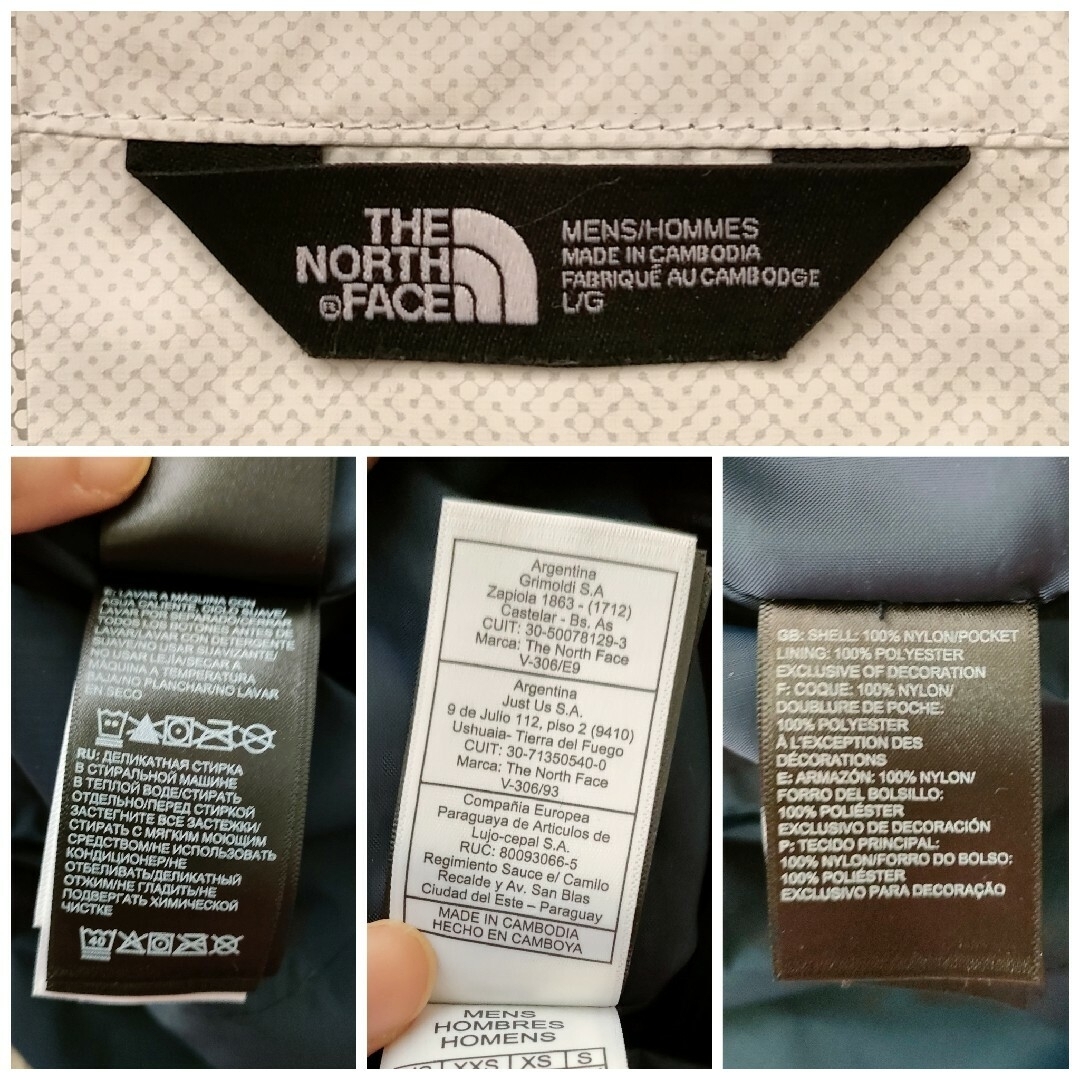 THE
NORTH
®FACE
MENS/HOMMES
MADE IN CAMBODIA
FABRIQUÉ AU CAMBODGE
L/G
E: LAVAR A MÁQUINA CON
AGUA CALIENTE, CICLO SUAVE/
LAVAR POR SEPARADO/CERRAR
TODOS LOS CIERRES ANTES DE
LAVAR/LAVAR CON DETERGENTE
SUAVE/NO USAR SUAVIZANTE/
NO USAR LEJÍA/SECAR A
MÁQUINA A TEMPERATURA
BAJA/NO PLANCHAR/NO LAVAR
EN SECO
RU: ДЕЛИКАТНАЯ СТИРКА
В СТИРАЛЬНОЙ МАШИНЕ
В ТЕПЛОЙ ВОДЕ/СТИРАТЬ
ОТДЕЛЬНО/ПЕРЕД СТИРКОЙ
ЗАСТЕГНИТЕ ВСЕ ЗАСТЕЖКИ/
СТИРАТЬ С МЯГКИМ МОЮЩИМ
СРЕДСТВОМ/НЕ ИСПОЛЬЗОВАТЬ
КОНДИЦИОНЕР/НЕ
ОТБЕЛИВАТЬ/ДЕЛИКАТНЫЙ
ОТЖИМ/НЕ ГЛАДИТЬ/НЕ
ПОДВЕРГАТЬ ХИМИЧЕСКОЙ
ЧИСТКЕ
40
Argentina
Grimoldi S.A
Zapiola 1863 - (1712)
Castelar - Bs. As
CUIT: 30-50078129-3
Marca: The North Face
V-306/E9
Argentina
Just Us S.A.
9 de Julio 112, piso 2 (9410)
Ushuaia- Tierra del Fuego
CUIT: 30-71350540-0
Marca: The North Face
V-306/93
Compañía Europea
Paraguaya de Articulos de
Lujo-cepal S.A.
RUC: 80093066-5
Regimiento Sauce e/ Camilo
Recalde y Av. San Blas
Ciudad del Este – Paraguay
MADE IN CAMBODIA
HECHO EN CAMBOYA
MENS
HOMBRES
HOMENS
XXS XS S
GB: SHELL: 100% NYLON/POCKET
LINING: 100% POLYESTER
EXCLUSIVE OF DECORATION
F: COQUE: 100% NYLON/
DOUBLURE DE POCHE:
100% POLYESTER
À L'EXCEPTION DES
DÉCORATIONS
E: ARMAZÓN: 100% NYLON/
FORRO DEL BOLSILLO:
100% POLIÉSTER
EXCLUSIVO DE DECORACIÓN
P: TECIDO PRINCIPAL:
100% NYLON/FORRO DO BOLSO:
100% POLIÉSTER
EXCLUSIVO PARA DECORAÇÃO